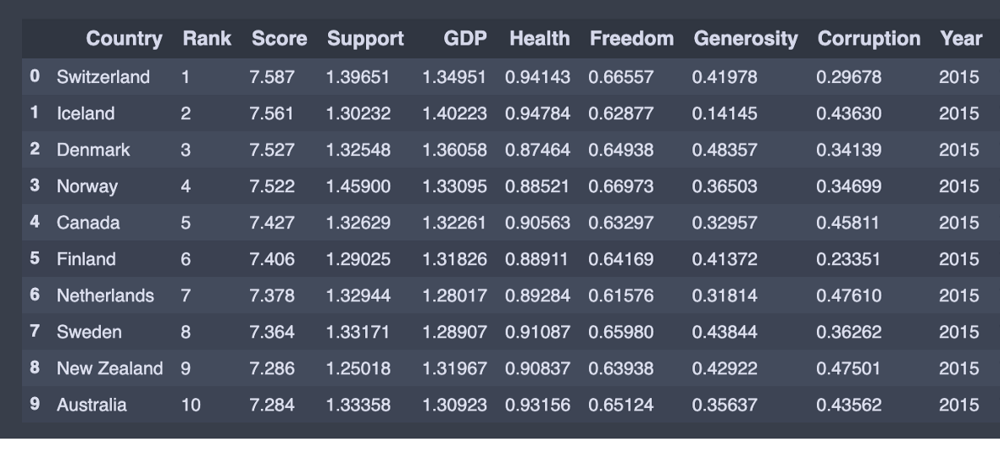 Country Rank Score Support GDP Health Freedom Generosity Corruption Year
0 Switzerland 1 7.587 1.39651 1.34951 0.94143 0.66557 0.41978 0.29678 2015
1 Iceland 2 7.561 1.30232 1.40223 0.94784 0.62877 0.14145 0.43630 2015
2 Denmark 3 7.527 1.32548 1.36058 0.87464 0.64938 0.48357 0.34139 2015
3 Norway 4 7.522 1.45900 1.33095 0.88521 0.66973 0.36503 0.34699 2015
4 Canada 5 7.427 1.32629 1.32261 0.90563 0.63297 0.32957 0.45811 2015
5 Finland 6 7.406 1.29025 1.31826 0.88911 0.64169 0.41372 0.23351 2015
6 Netherlands 7 7.378 1.32944 1.28017 0.89284 0.61576 0.31814 0.47610 2015
7 Sweden 8 7.364 1.33171 1.28907 0.91087 0.65980 0.43844 0.36262 2015
8 New Zealand 9 7.286 1.25018 1.31967 0.90837 0.63938 0.42922 0.47501 2015
9 Australia 10 7.284 1.33358 1.30923 0.93156 0.65124 0.35637 0.43562 2015